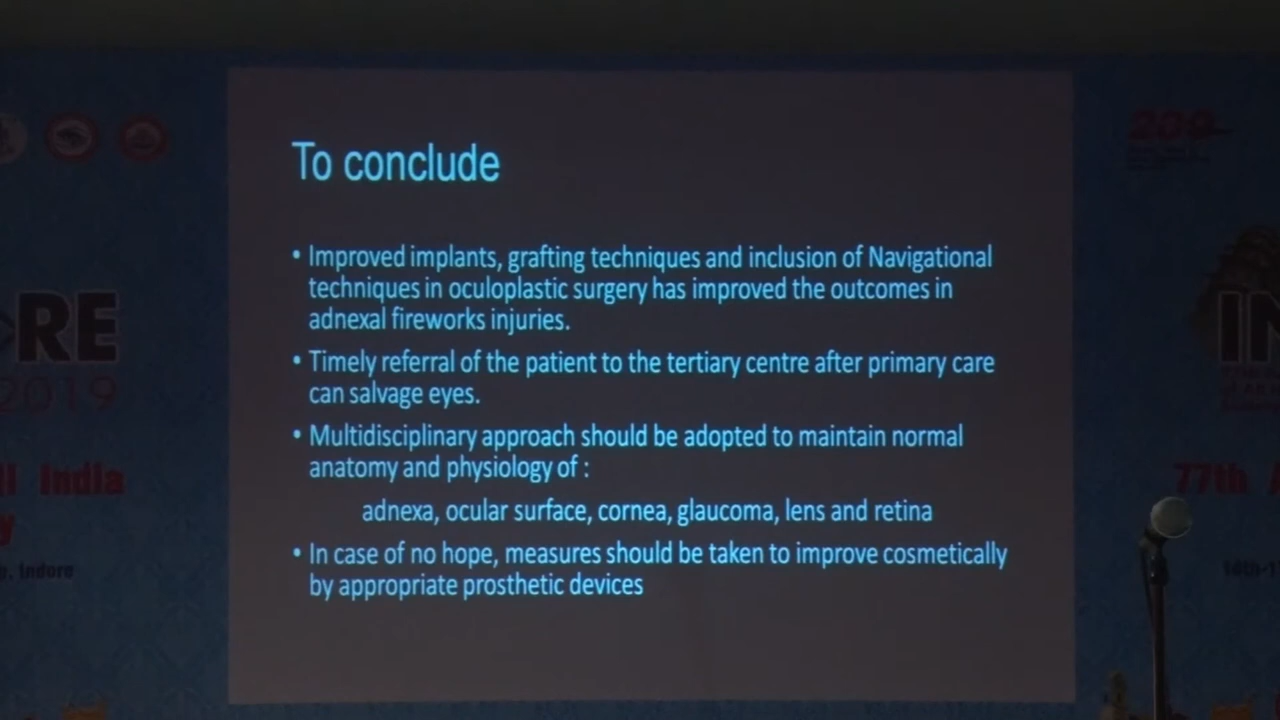 To conclude
• Improved implants, grafting techniques and inclusion of Navigational
techniques in oculoplastic surgery has improved the outcomes in
adnexal fireworks injuries.
• Timely referral of the patient to the tertiary centre after primary care
can salvage eyes.
• Multidisciplinary approach should be adopted to maintain normal
anatomy and physiology of :
adnexa, ocular surface, cornea, glaucoma, lens and retina
• In case of no hope, measures should be taken to improve cosmetically
by appropriate prosthetic devices
RE
2019
India
y
, Indore
IN
77th A